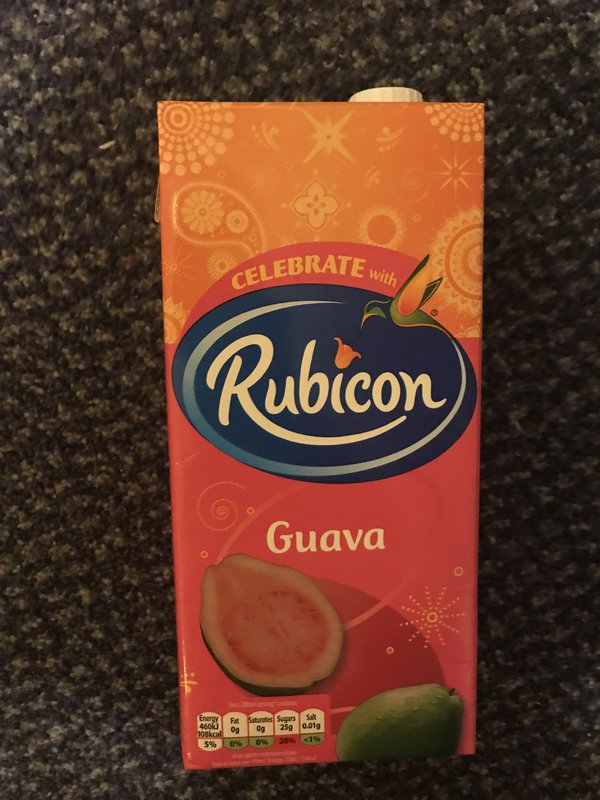 CELEBRATE with
Rubicon
®
Guava
Energy Fat Saturates Sugars Salt
460kJ 0g 0g 25g 0.01g
108kcal
5% 0% 0% 28% <1%